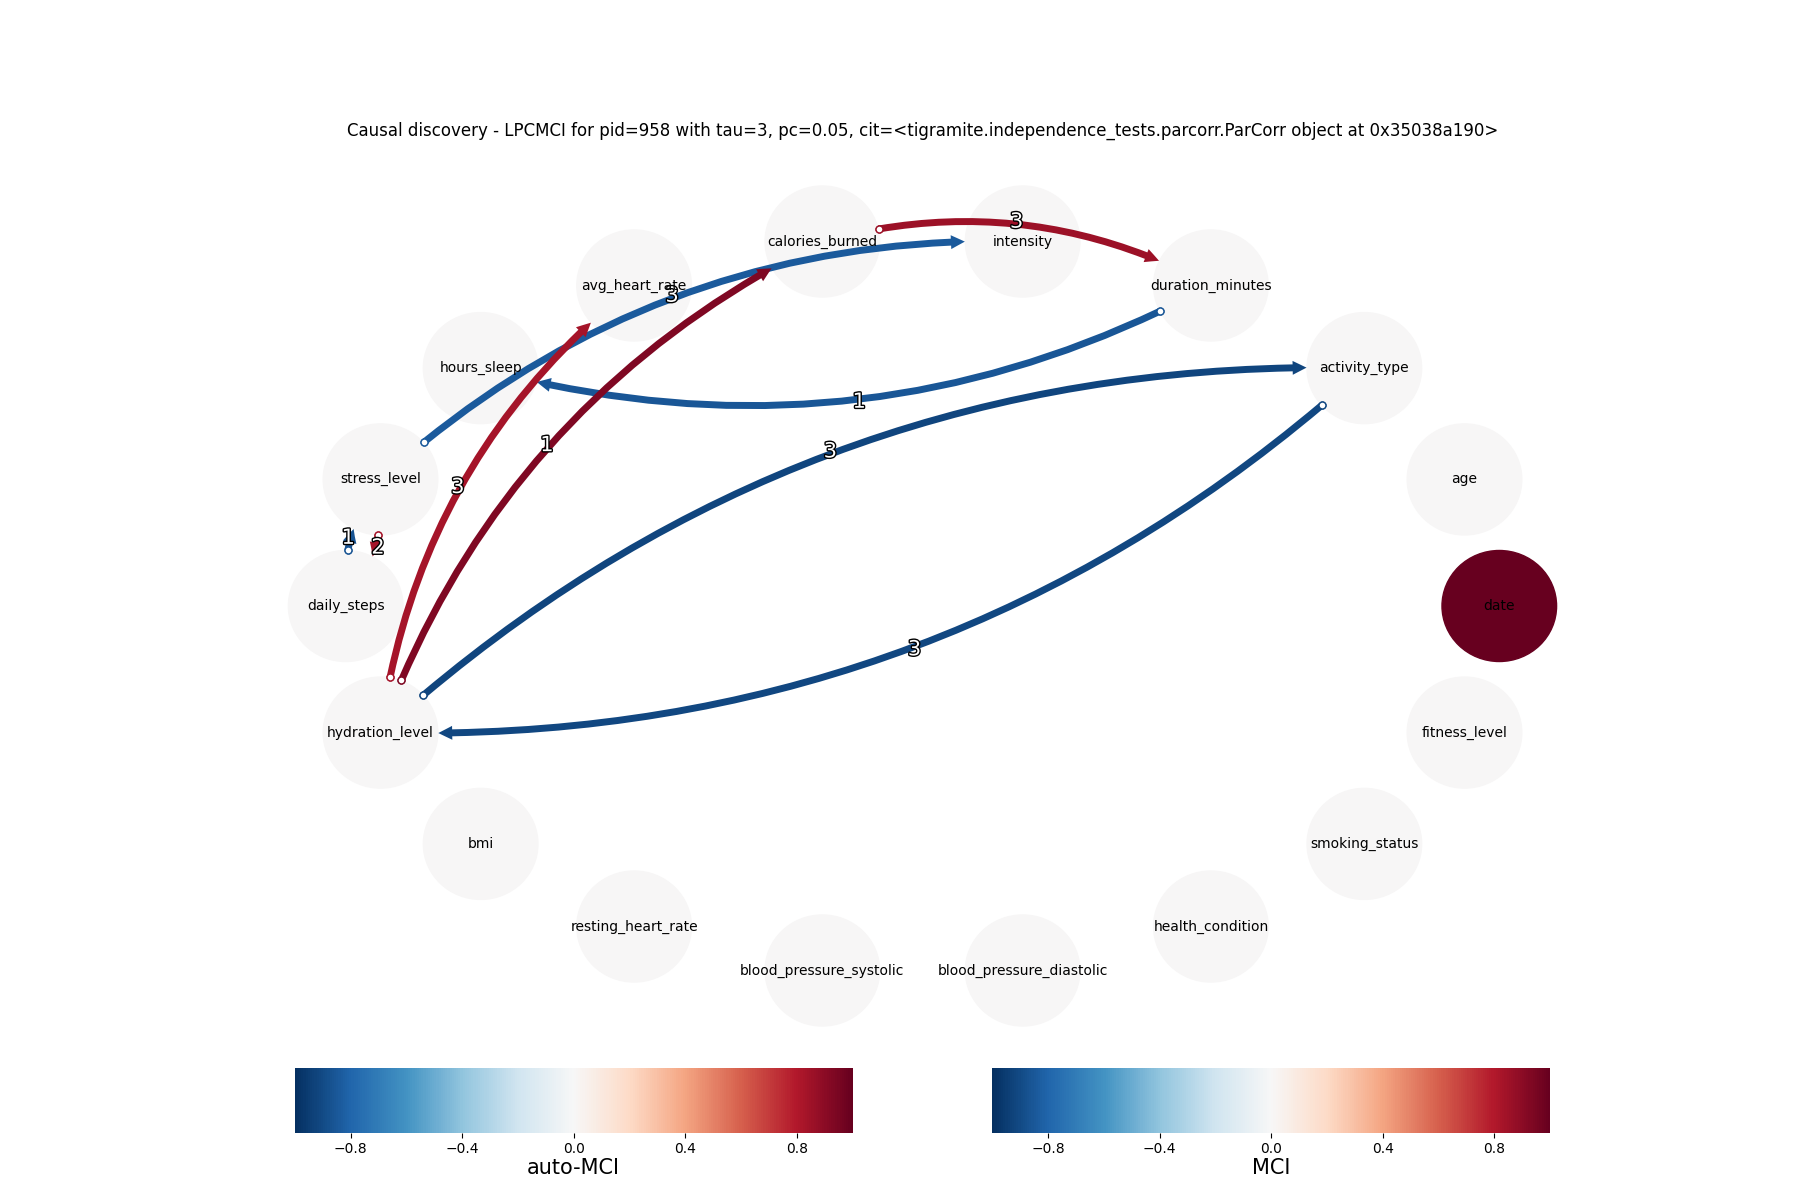 Causal discovery - LPCMCI for pid=958 with tau=3, pc=0.05, cit=<tigramite.independence_tests.parcorr.ParCorr object at 0x35038a190>
3
calories_burned
intensity
avg_heart_rate
duration_minutes
3
hours_sleep
activity_type
1
1
3
stress_level
3
age
1
2
daily_steps
date
3
hydration_level
fitness_level
bmi
smoking_status
resting_heart_rate
health_condition
blood_pressure_systolic
blood_pressure_diastolic
−0.8 −0.4 0.0 0.4 0.8
auto-MCI
−0.8 −0.4 0.0 0.4 0.8
MCI